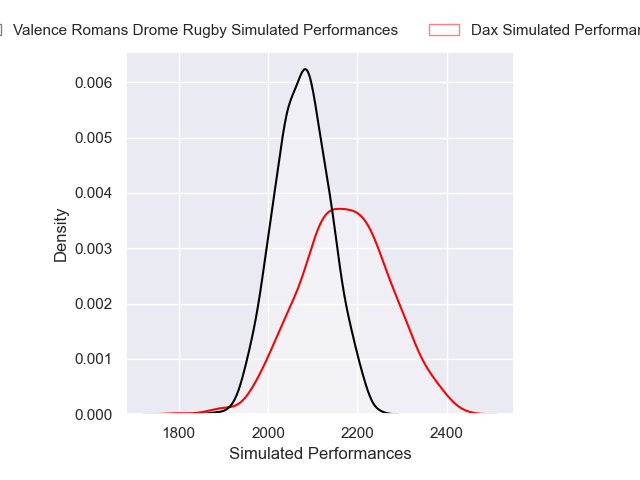 Valence Romans Drome Rugby Simulated Performances
Dax Simulated
0.006
0.005
0.004
0.003
0.002
0.001
0.000
Density
1800 2000 2200 2400
Simulated Performances